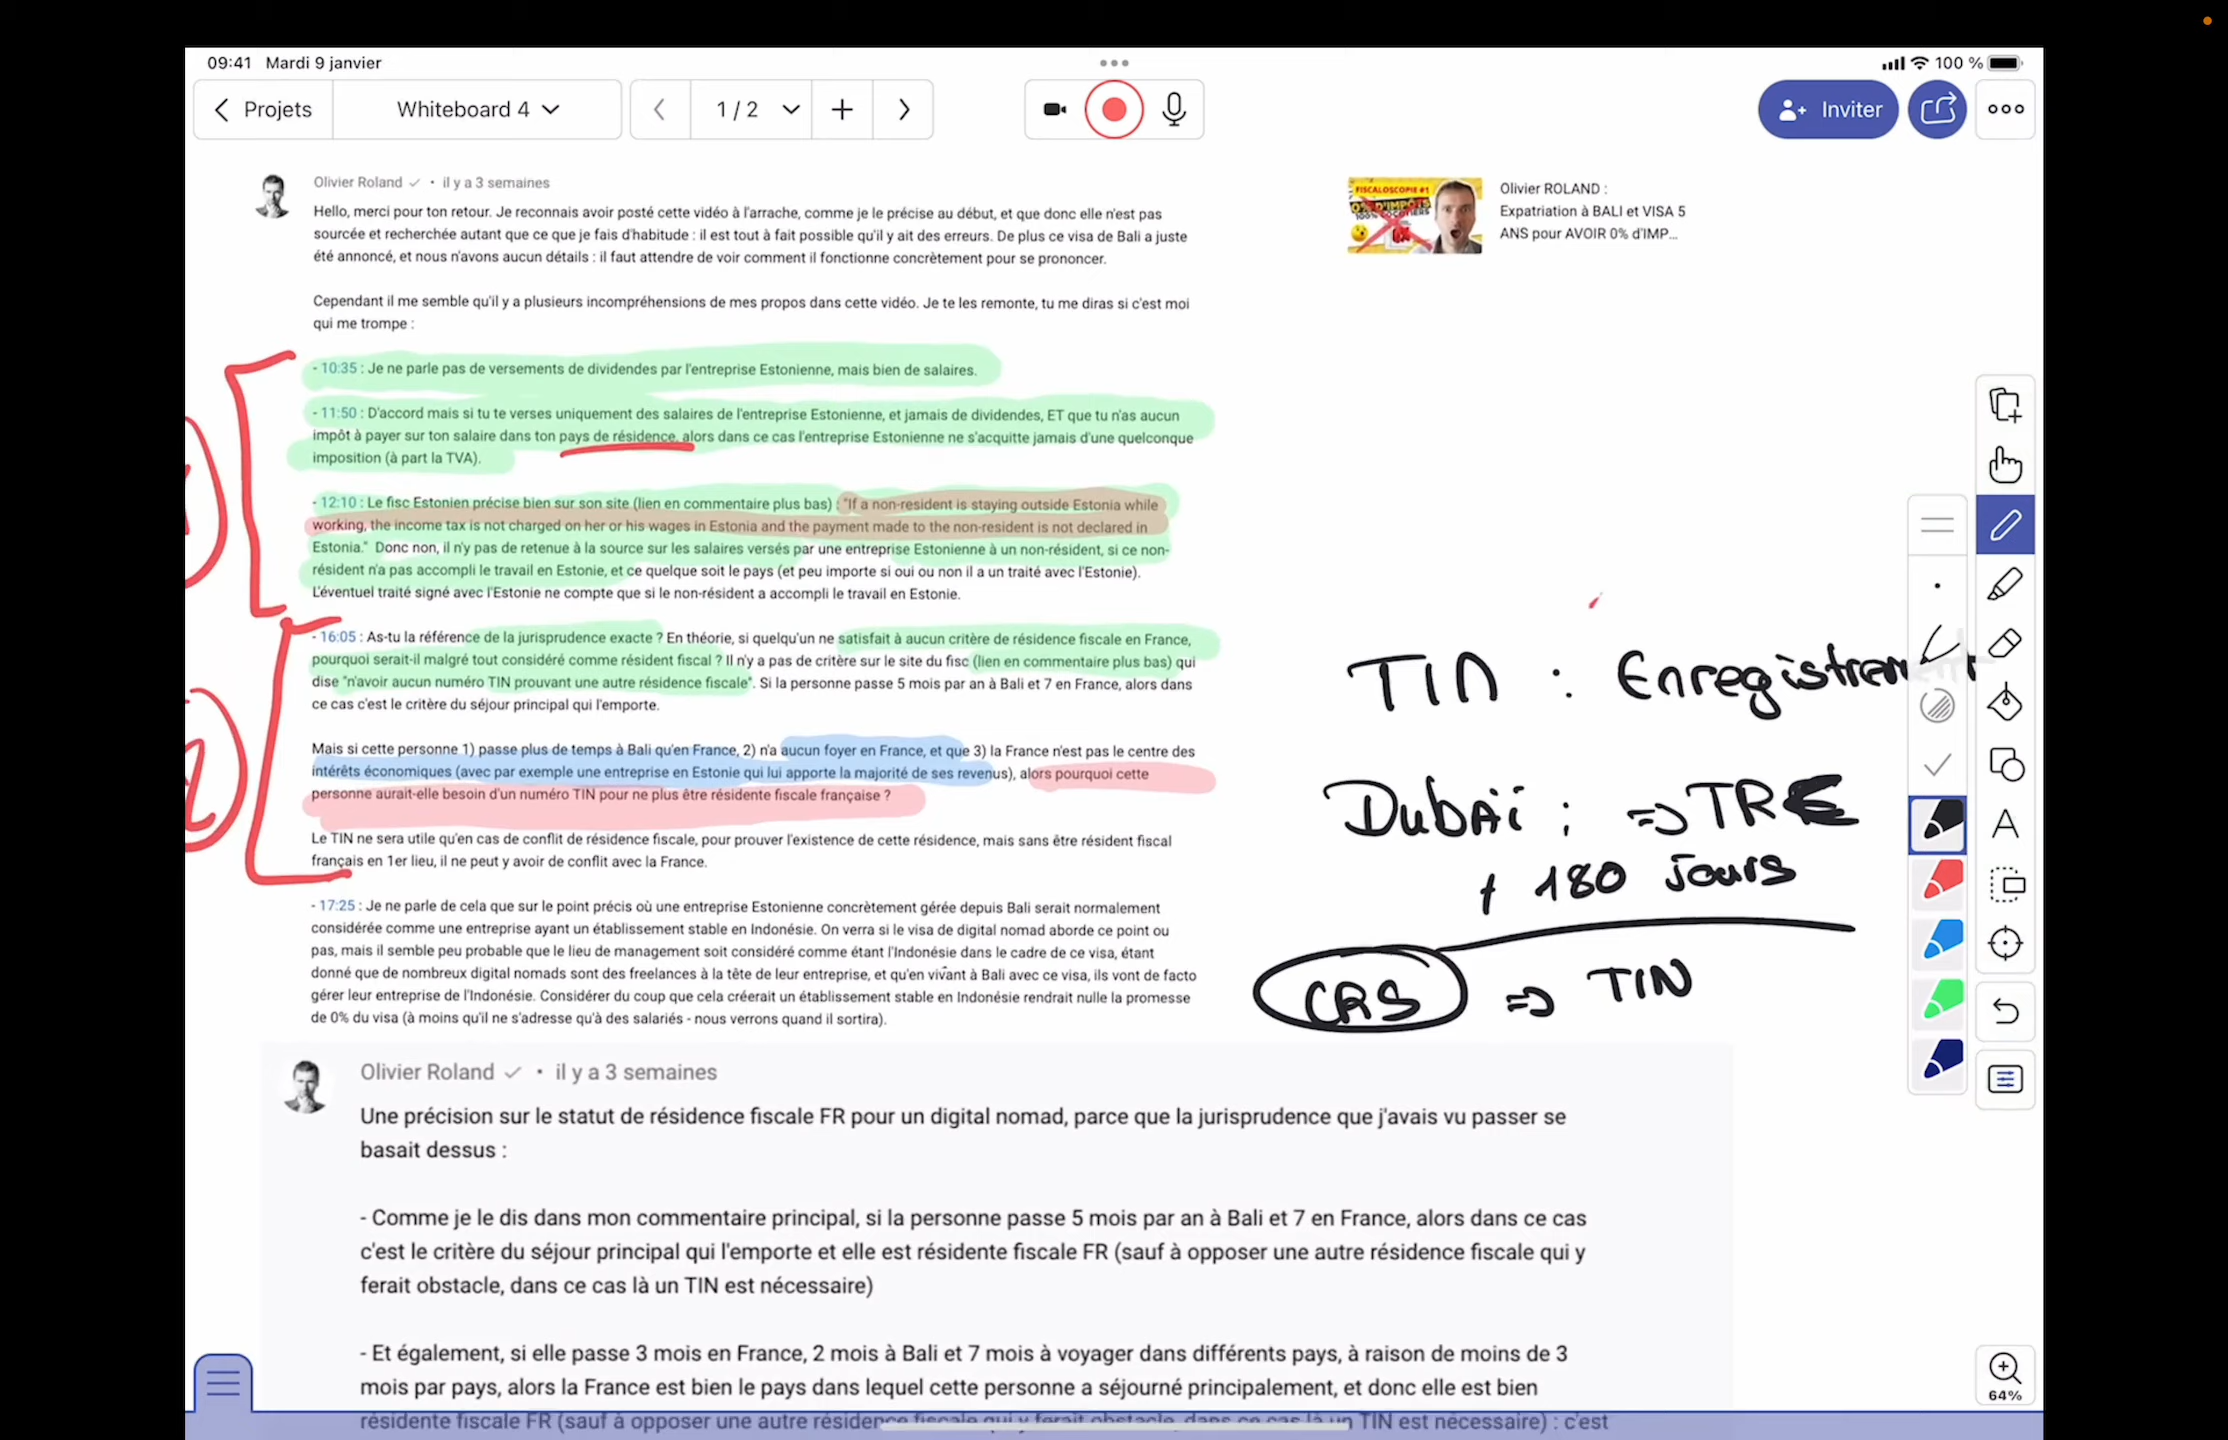 09:41 Mardi 9 janvier
100 %
Projets
Whiteboard 4
1 / 2
Inviter
Olivier Roland • il y a 3 semaines
Hello, merci pour ton retour. Je reconnais avoir posté cette vidéo à l'arrache, comme je le précise au début, et que donc elle n'est pas
sourcée et recherchée autant que ce que je fais d'habitude : il est tout à fait possible qu'il y ait des erreurs. De plus ce visa de Bali a juste
été annoncé, et nous n'avons aucun détails : il faut attendre de voir comment il fonctionne concrètement pour se prononcer.
Cependant il me semble qu'il y a plusieurs incompréhensions de mes propos dans cette vidéo. Je te les remonte, tu me diras si c'est moi
qui me trompe :
- 10:35 : Je ne parle pas de versements de dividendes par l'entreprise Estonienne, mais bien de salaires.
- 11:50 : D'accord mais si tu te verses uniquement des salaires de l'entreprise Estonienne, et jamais de dividendes, ET que tu n'as aucun
impôt à payer sur ton salaire dans ton pays de résidence, alors dans ce cas l'entreprise Estonienne ne s'acquitte jamais d'une quelconque
imposition (à part la TVA).
- 12:10 : Le fisc Estonien précise bien sur son site (lien en commentaire plus bas) : "If a non-resident is staying outside Estonia while
working, the income tax is not charged on her or his wages in Estonia and the payment made to the non-resident is not declared in
Estonia." Donc non, il n'y pas de retenue à la source sur les salaires versés par une entreprise Estonienne à un non-résident, si ce non-
résident n'a pas accompli le travail en Estonie, et ce quelque soit le pays (et peu importe si oui ou non il a un traité avec l'Estonie).
L'éventuel traité signé avec l'Estonie ne compte que si le non-résident a accompli le travail en Estonie.
- 16:05 : As-tu la référence de la jurisprudence exacte ? En théorie, si quelqu'un ne satisfait à aucun critère de résidence fiscale en France,
pourquoi serait-il malgré tout considéré comme résident fiscal ? Il n'y a pas de critère sur le site du fisc (lien en commentaire plus bas) qui
dise "n'avoir aucun numéro TIN prouvant une autre résidence fiscale". Si la personne passe 5 mois par an à Bali et 7 en France, alors dans
ce cas c'est le critère du séjour principal qui l'emporte.
Mais si cette personne 1) passe plus de temps à Bali qu'en France, 2) n'a aucun foyer en France, et que 3) la France n'est pas le centre des
intérêts économiques (avec par exemple une entreprise en Estonie qui lui apporte la majorité de ses revenus), alors pourquoi cette
personne aurait-elle besoin d'un numéro TIN pour ne plus être résidente fiscale française ?
Le TIN ne sera utile qu'en cas de conflit de résidence fiscale, pour prouver l'existence de cette résidence, mais sans être résident fiscal
français en 1er lieu, il ne peut y avoir de conflit avec la France.
- 17:25 : Je ne parle de cela que sur le point précis où une entreprise Estonienne concrètement gérée depuis Bali serait normalement
considérée comme une entreprise ayant un établissement stable en Indonésie. On verra si le visa de digital nomad aborde ce point ou
pas, mais il semble peu probable que le lieu de management soit considéré comme étant l'Indonésie dans le cadre de ce visa, étant
donné que de nombreux digital nomads sont des freelances à la tête de leur entreprise, et qu'en vivant à Bali avec ce visa, ils vont de facto
gérer leur entreprise de l'Indonésie. Considérer du coup que cela créerait un établissement stable en Indonésie rendrait nulle la promesse
de 0% du visa (à moins qu'il ne s'adresse qu'à des salariés - nous verrons quand il sortira).
FISCALOSCOPIE #1
0% D'IMPÔTS
Olivier ROLAND :
Expatriation à BALI et VISA 5
ANS pour AVOIR 0% d'IMP...
TIN : Enregistrement
Dubaï : => TRC
+ 180 jours
CRS => TIN
Olivier Roland • il y a 3 semaines
Une précision sur le statut de résidence fiscale FR pour un digital nomad, parce que la jurisprudence que j'avais vu passer se
basait dessus :
- Comme je le dis dans mon commentaire principal, si la personne passe 5 mois par an à Bali et 7 en France, alors dans ce cas
c'est le critère du séjour principal qui l'emporte et elle est résidente fiscale FR (sauf à opposer une autre résidence fiscale qui y
ferait obstacle, dans ce cas là un TIN est nécessaire)
- Et également, si elle passe 3 mois en France, 2 mois à Bali et 7 mois à voyager dans différents pays, à raison de moins de 3
mois par pays, alors la France est bien le pays dans lequel cette personne a séjourné principalement, et donc elle est bien
résidente fiscale FR (sauf à opposer une autre résidence fiscale qui y ferait obstacle, dans ce cas là un TIN est nécessaire) : c'est
A
64%